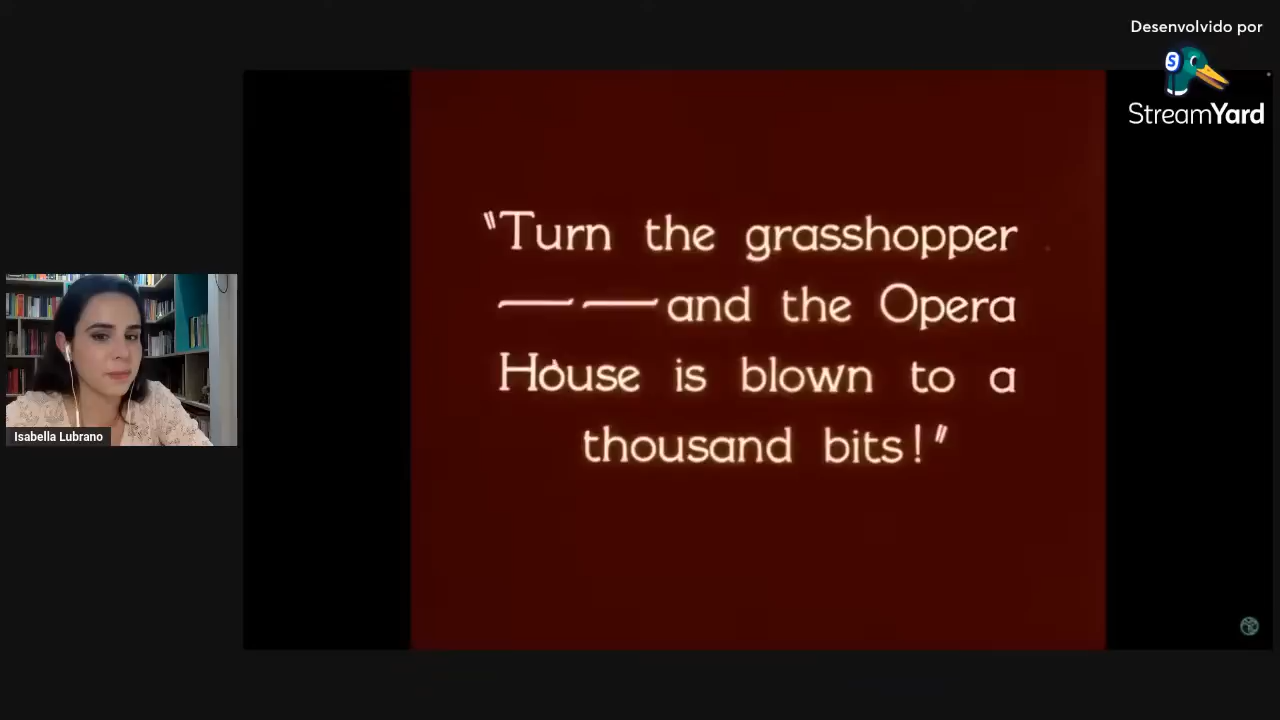 Desenvolvido por
StreamYard
"Turn the grasshopper
— — and the Opera
House is blown to a
thousand bits!"
Isabella Lubrano